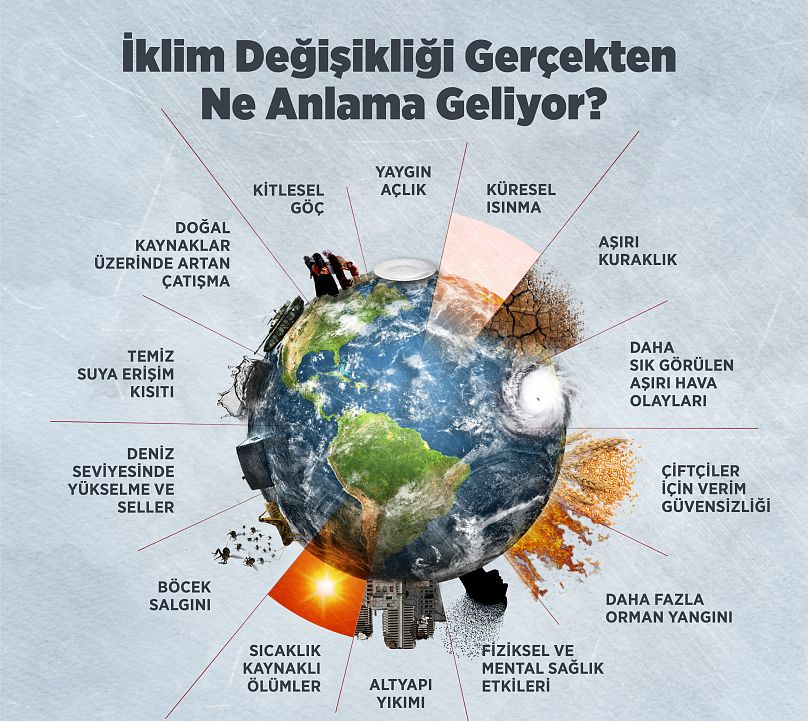 İklim Değişikliği Gerçekten
Ne Anlama Geliyor?
YAYGIN
AÇLIK
KÜRESEL
ISINMA
AŞIRI
KURAKLIK
DAHA
SIK GÖRÜLEN
AŞIRI HAVA
OLAYLARI
ÇİFTÇİLER
İÇİN VERİM
GÜVENSİZLİĞİ
DAHA FAZLA
ORMAN YANGINI
FİZİKSEL VE
MENTAL SAĞLIK
ETKİLERİ
ALTYAPI
YIKIMI
SICAKLIK
KAYNAKLI
ÖLÜMLER
BÖCEK
SALGINI
DENİZ
SEVİYESİNDE
YÜKSELME VE
SELLER
TEMİZ
SUYA ERİŞİM
KISITI
DOĞAL
KAYNAKLAR
ÜZERİNDE ARTAN
ÇATIŞMA
KİTLESEL
GÖÇ